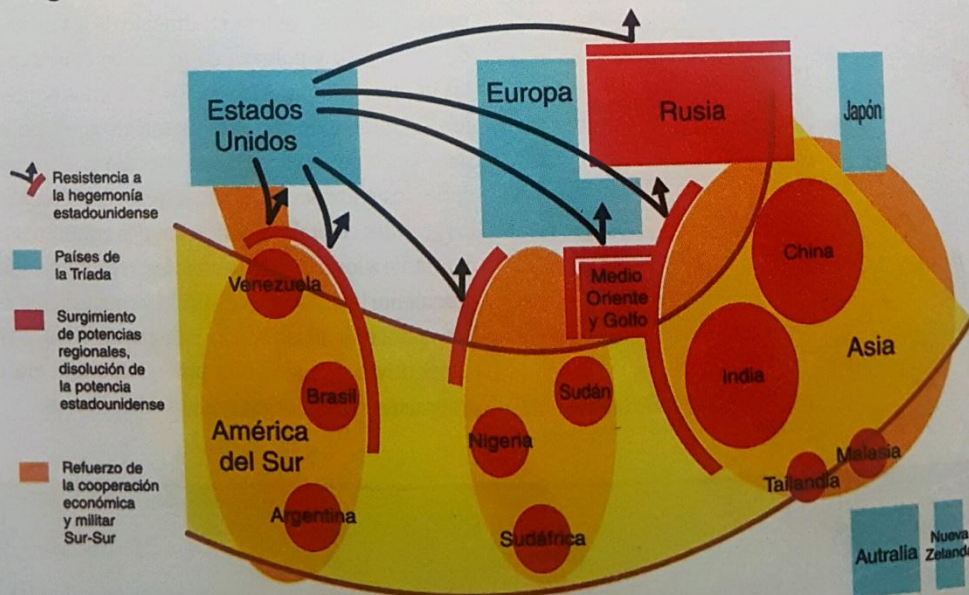 Estados
Unidos
Europa
Rusia
Japón
Resistencia a
la hegemonía
estadounidense
Países de
la Tríada
Surgimiento
de potencias
regionales,
disolución de
la potencia
estadounidense
Refuerzo de
la cooperación
económica
y militar
Sur-Sur
Venezuela
Brasil
América
del Sur
Argentina
Medio
Oriente
y Golfo
Sudán
Nigeria
Sudáfrica
China
India
Asia
Malasia
Tailandia
Autralia
Nueva
Zelanda